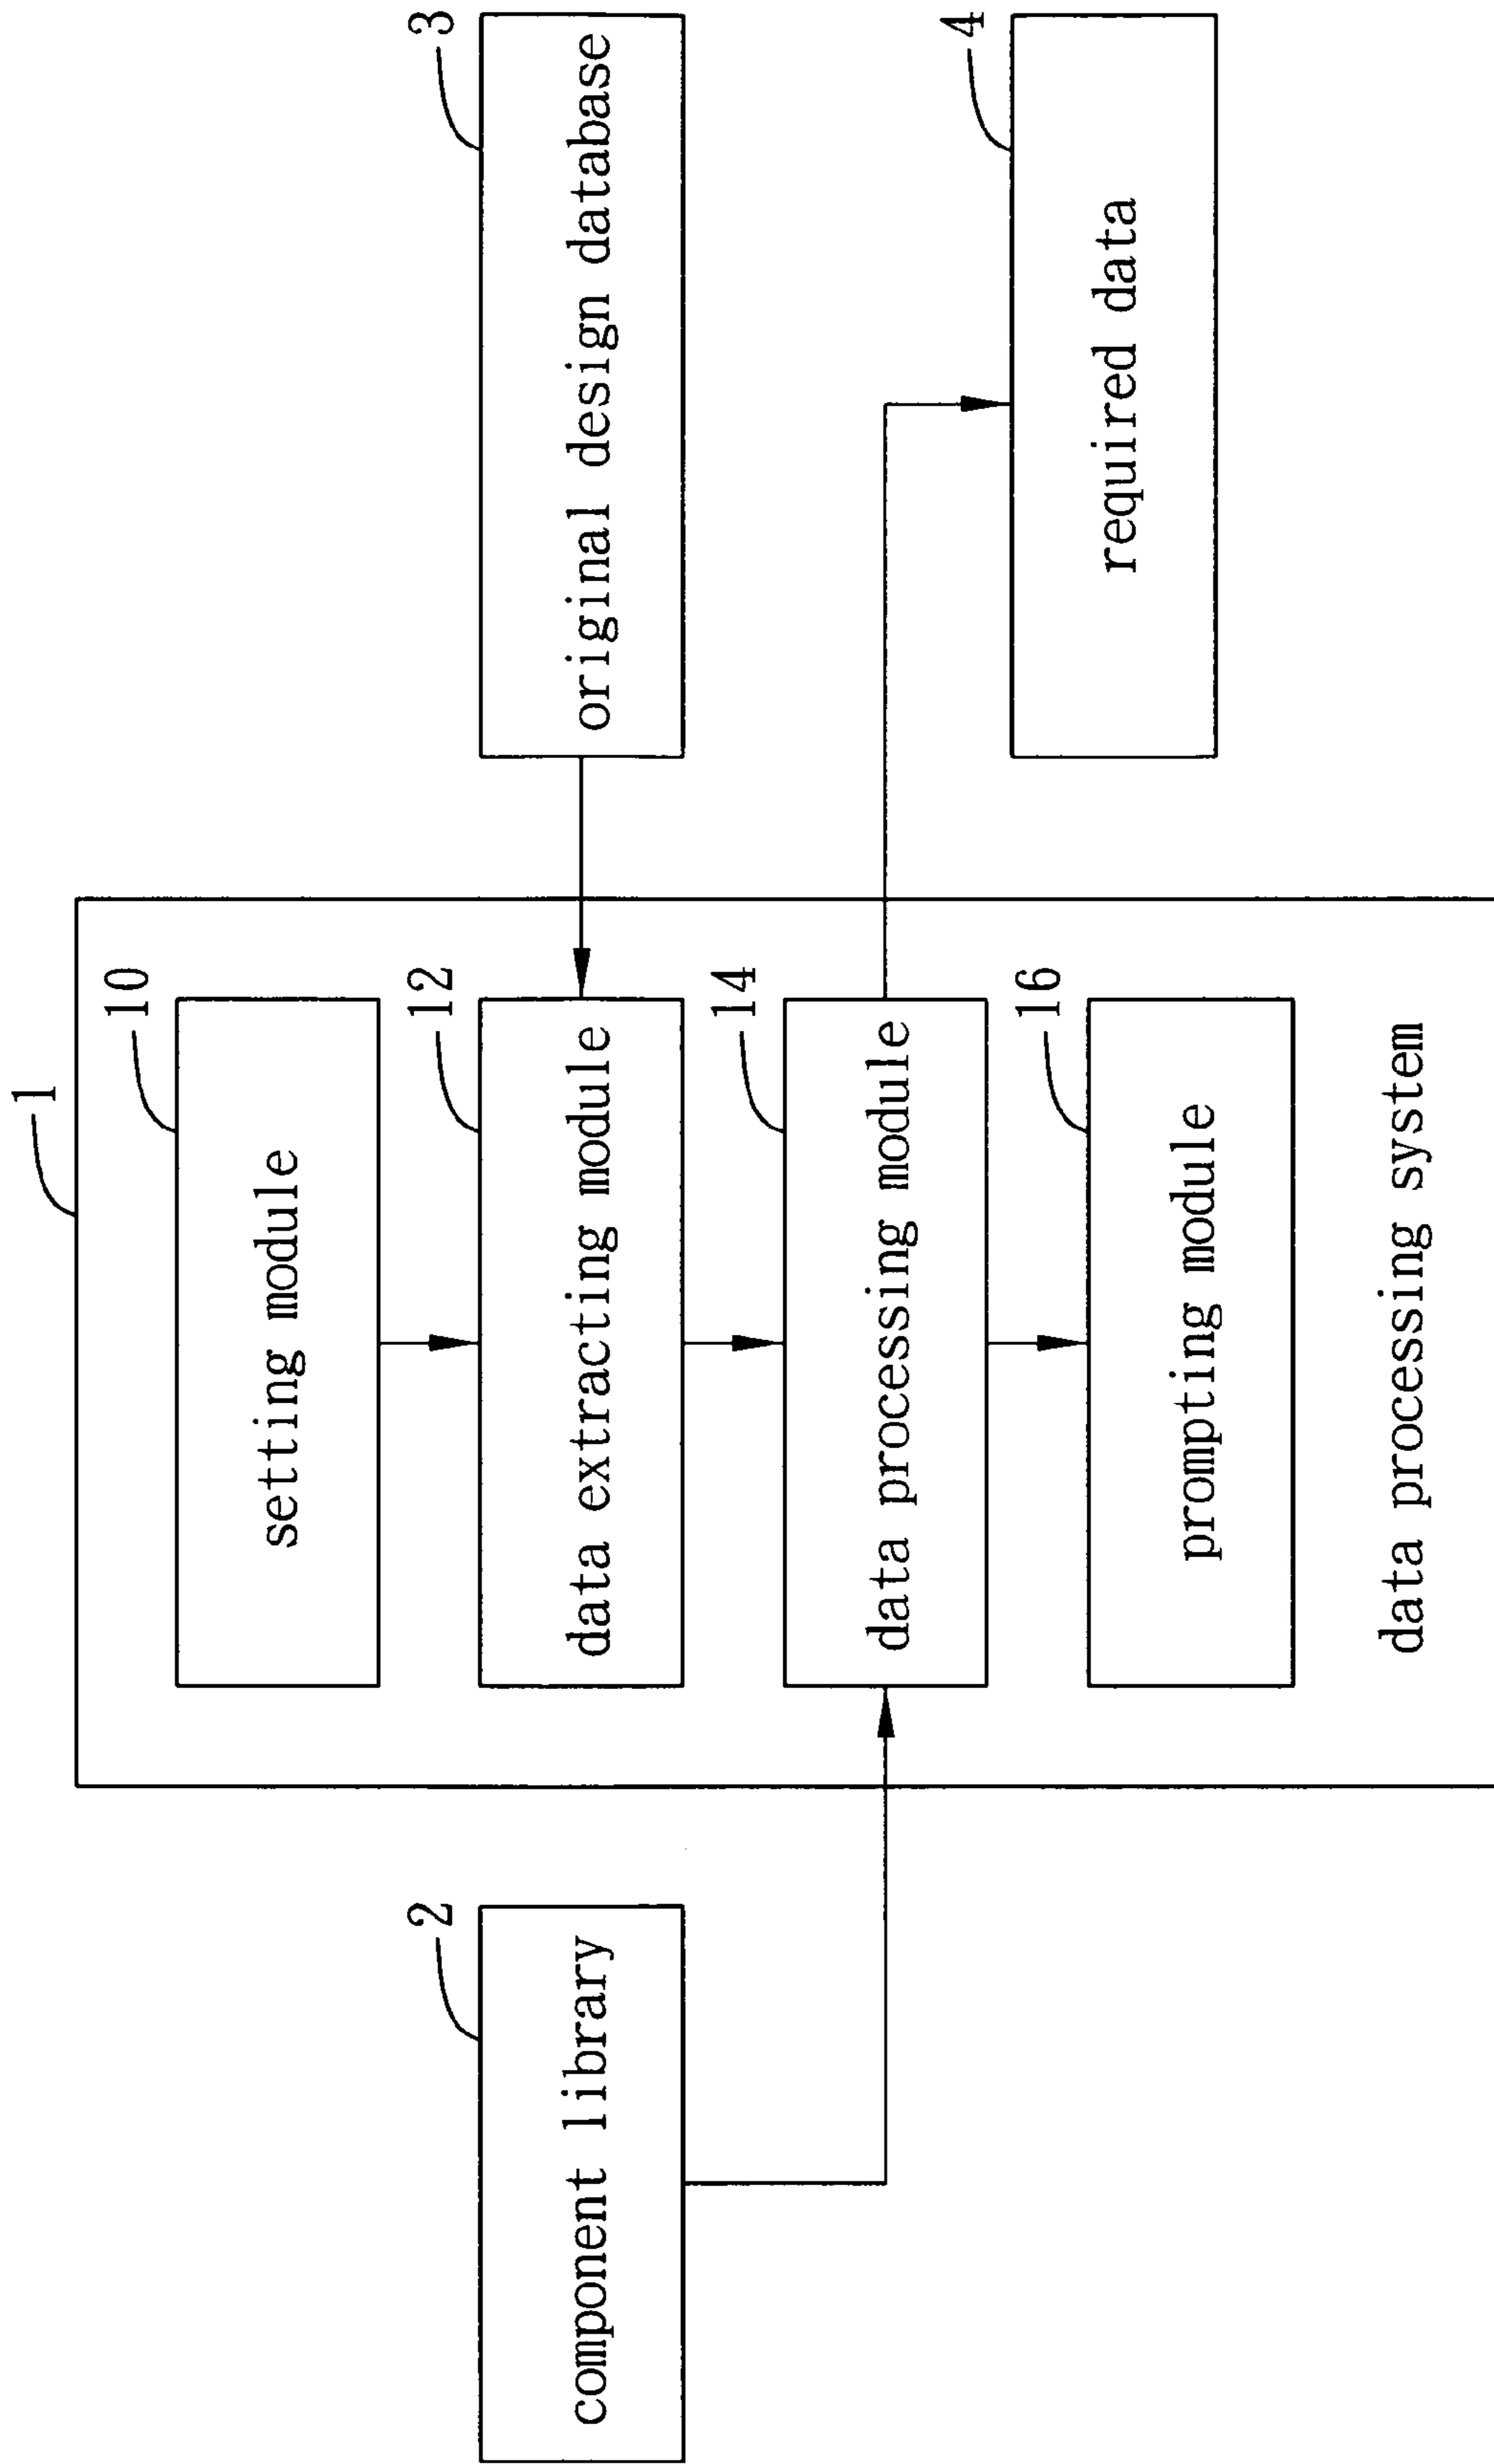 1
10
setting module
2
component library
12
data extracting module
3
original design database
14
data processing module
16
prompting module
4
required data
data processing system